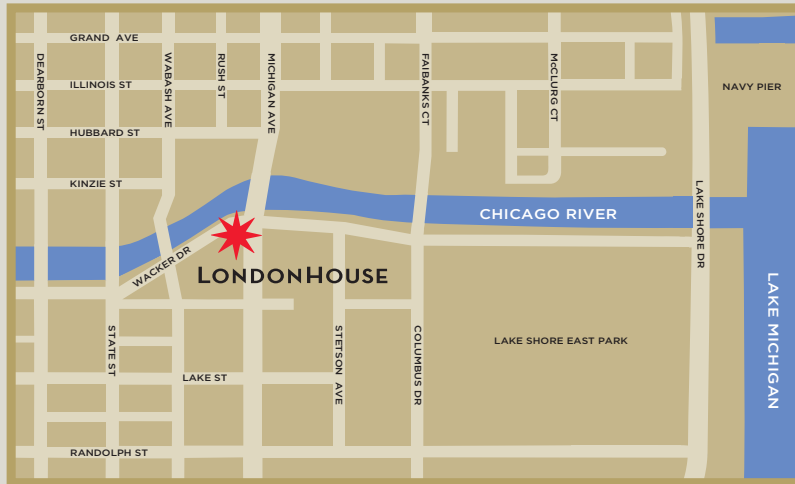 GRAND AVE
DEARBORN ST
WABASH AVE
RUSH ST
MICHIGAN AVE
FAIBANKS CT
McCLURG CT
ILLINOIS ST
NAVY PIER
HUBBARD ST
KINZIE ST
LAKE SHORE DR
CHICAGO RIVER
WACKER DR
LONDONHOUSE
LAKE MICHIGAN
STATE ST
STETSON AVE
COLUMBUS DR
LAKE SHORE EAST PARK
LAKE ST
RANDOLPH ST